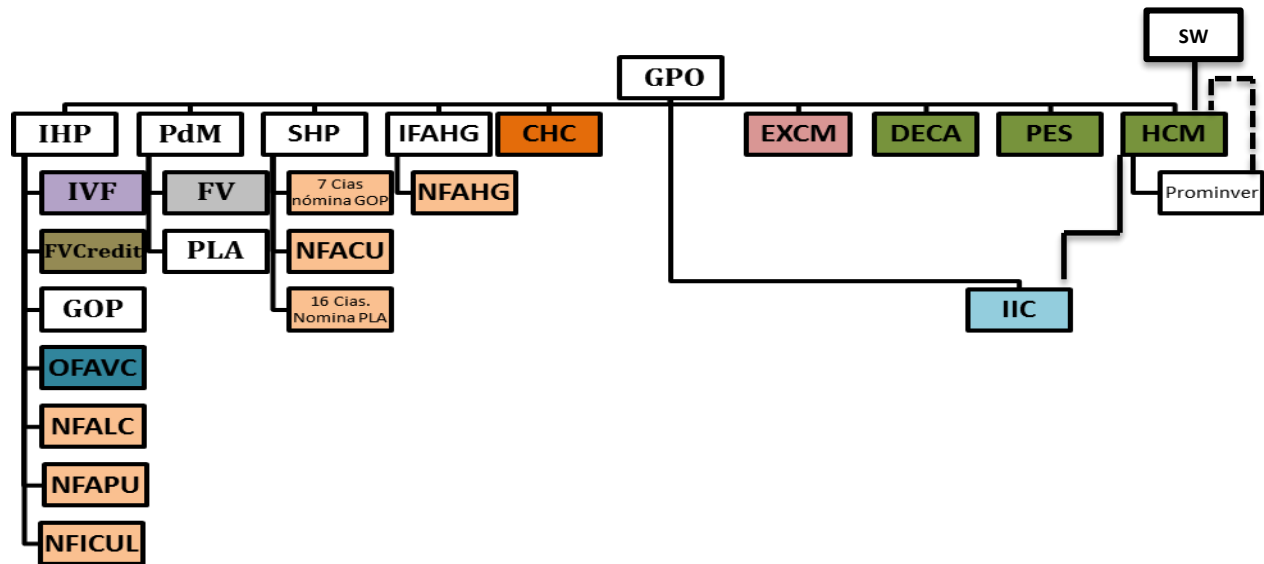 SW
GPO
IHP
PdM
SHP
IFAHG
CHC
EXCM
DECA
PES
HCM
IVF
FV
7 Cias
nómina GOP
NFAHG
Prominver
FVCredit
PLA
NFACU
GOP
16 Cias.
Nomina PLA
IIC
OFAVC
NFALC
NFAPU
NFICUL